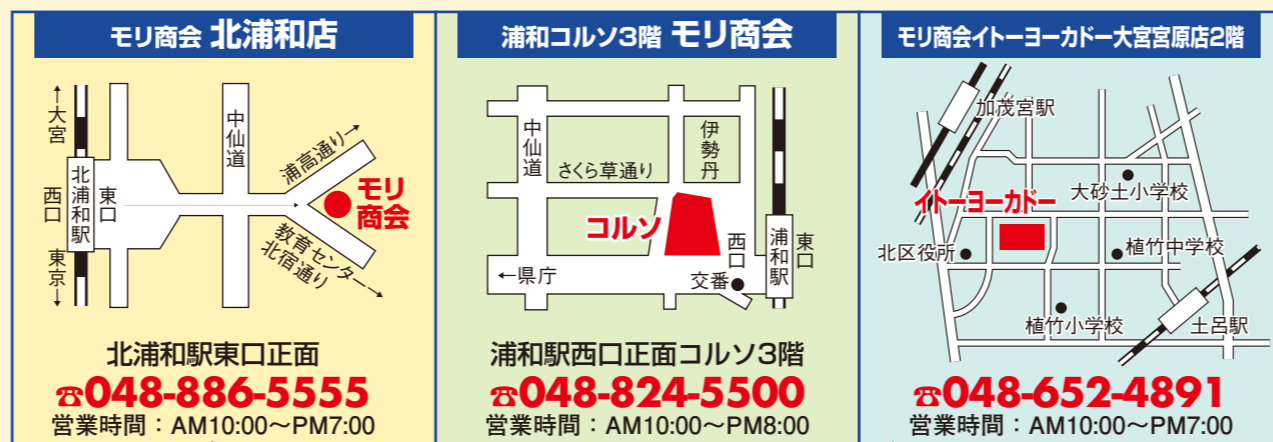 モリ商会 北浦和店
←大宮
中仙道
浦高通り→
北浦和駅
西口
東口
モリ
商会
教育センター
北宿通り→
東京→
北浦和駅東口正面
☎048-886-5555
営業時間：AM10:00～PM7:00
浦和コルソ3階 モリ商会
中仙道
伊勢丹
さくら草通り
コルソ
西口
浦和駅
東口
←県庁
交番
浦和駅西口正面コルソ3階
☎048-824-5500
営業時間：AM10:00～PM8:00
モリ商会イトーヨーカドー大宮宮原店2階
加茂宮駅
大砂土小学校
イトーヨーカドー
北区役所
植竹中学校
植竹小学校
土呂駅
☎048-652-4891
営業時間：AM10:00～PM7:00